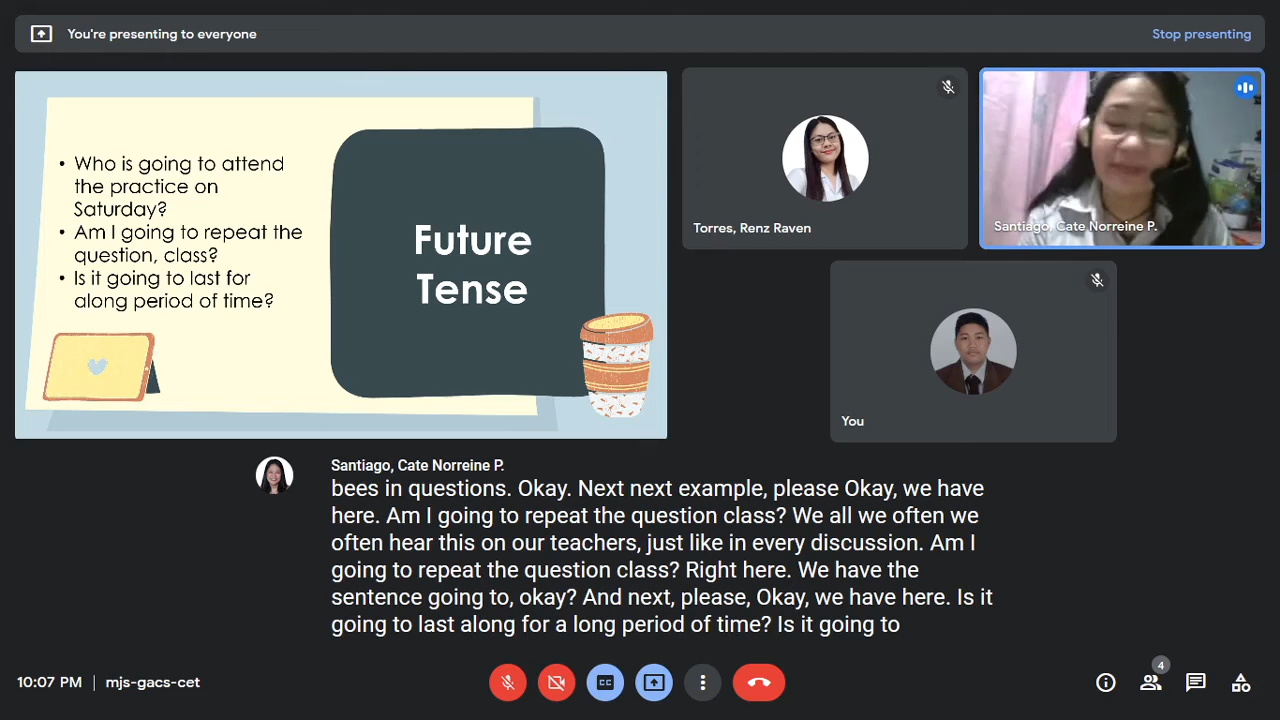 You're presenting to everyone
Stop presenting
• Who is going to attend
the practice on
Saturday?
• Am I going to repeat the
question, class?
• Is it going to last for
along period of time?
Future
Tense
Torres, Renz Raven
Santiago, Cate Norreine P.
You
Santiago, Cate Norreine P.
bees in questions. Okay. Next next example, please Okay, we have
here. Am I going to repeat the question class? We all we often we
often hear this on our teachers, just like in every discussion. Am I
going to repeat the question class? Right here. We have the
sentence going to, okay? And next, please, Okay, we have here. Is it
going to last along for a long period of time? Is it going to
10:07 PM | mjs-gacs-cet
CC
4